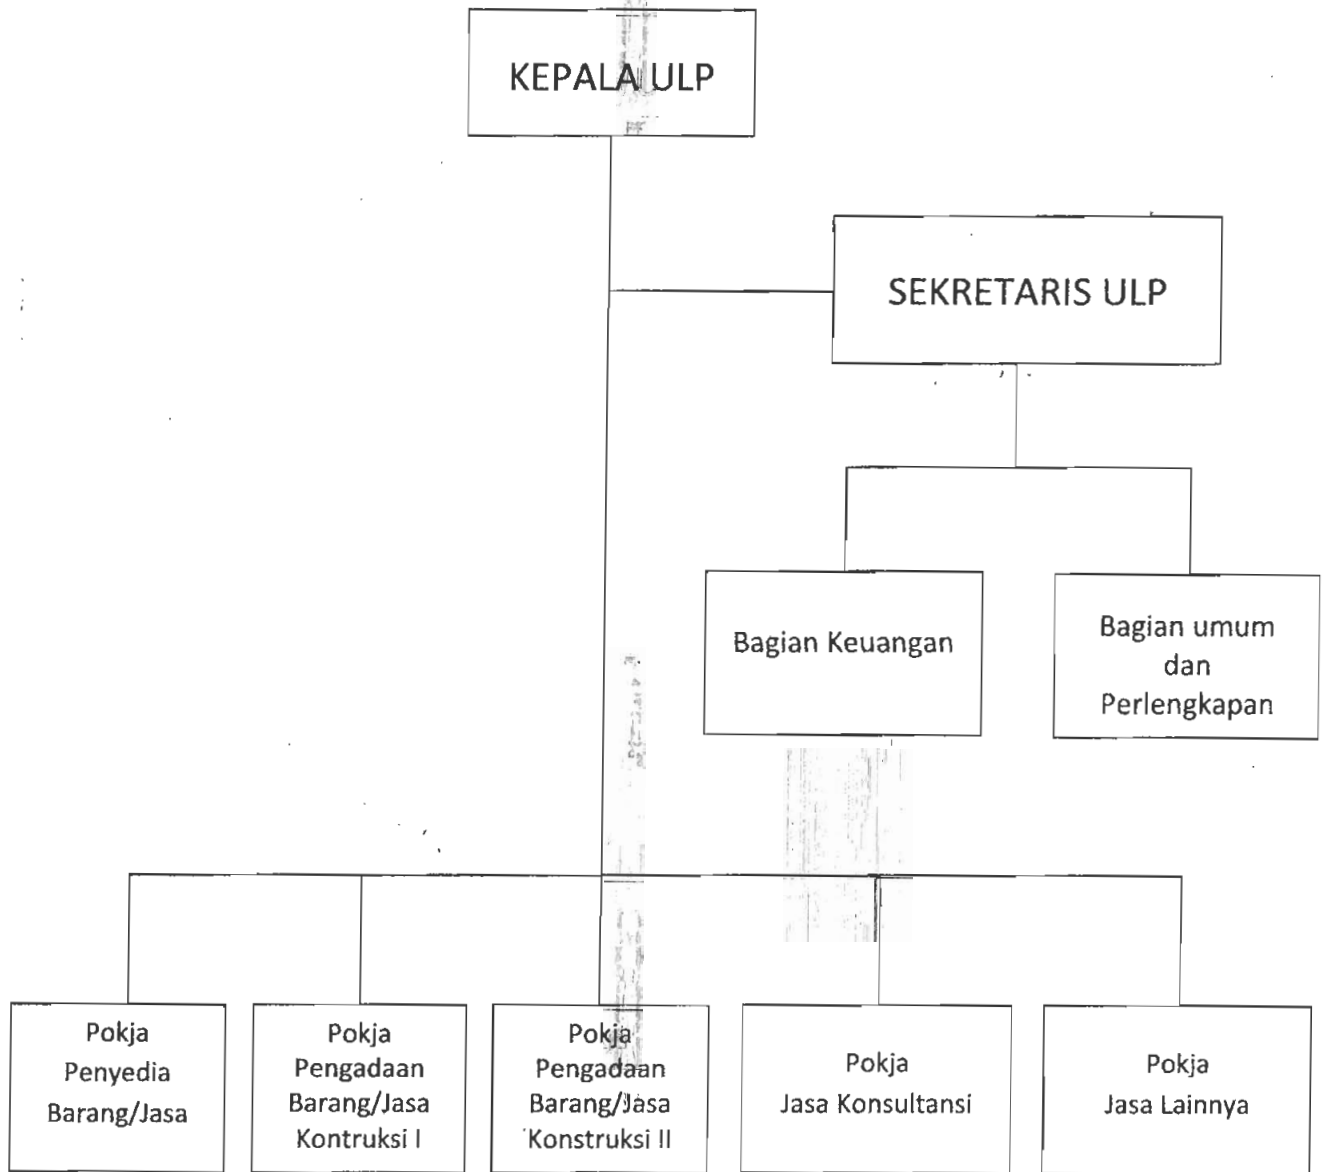 KEPALA ULP
SEKRETARIS ULP
Bagian Keuangan
Bagian umum
dan
Perlengkapan
Pokja
Penyedia
Barang/Jasa
Pokja
Pengadaan
Barang/Jasa
Kontruksi I
Pokja
Pengadaan
Barang/Jasa
Konstruksi II
Pokja
Jasa Konsultansi
Pokja
Jasa Lainnya